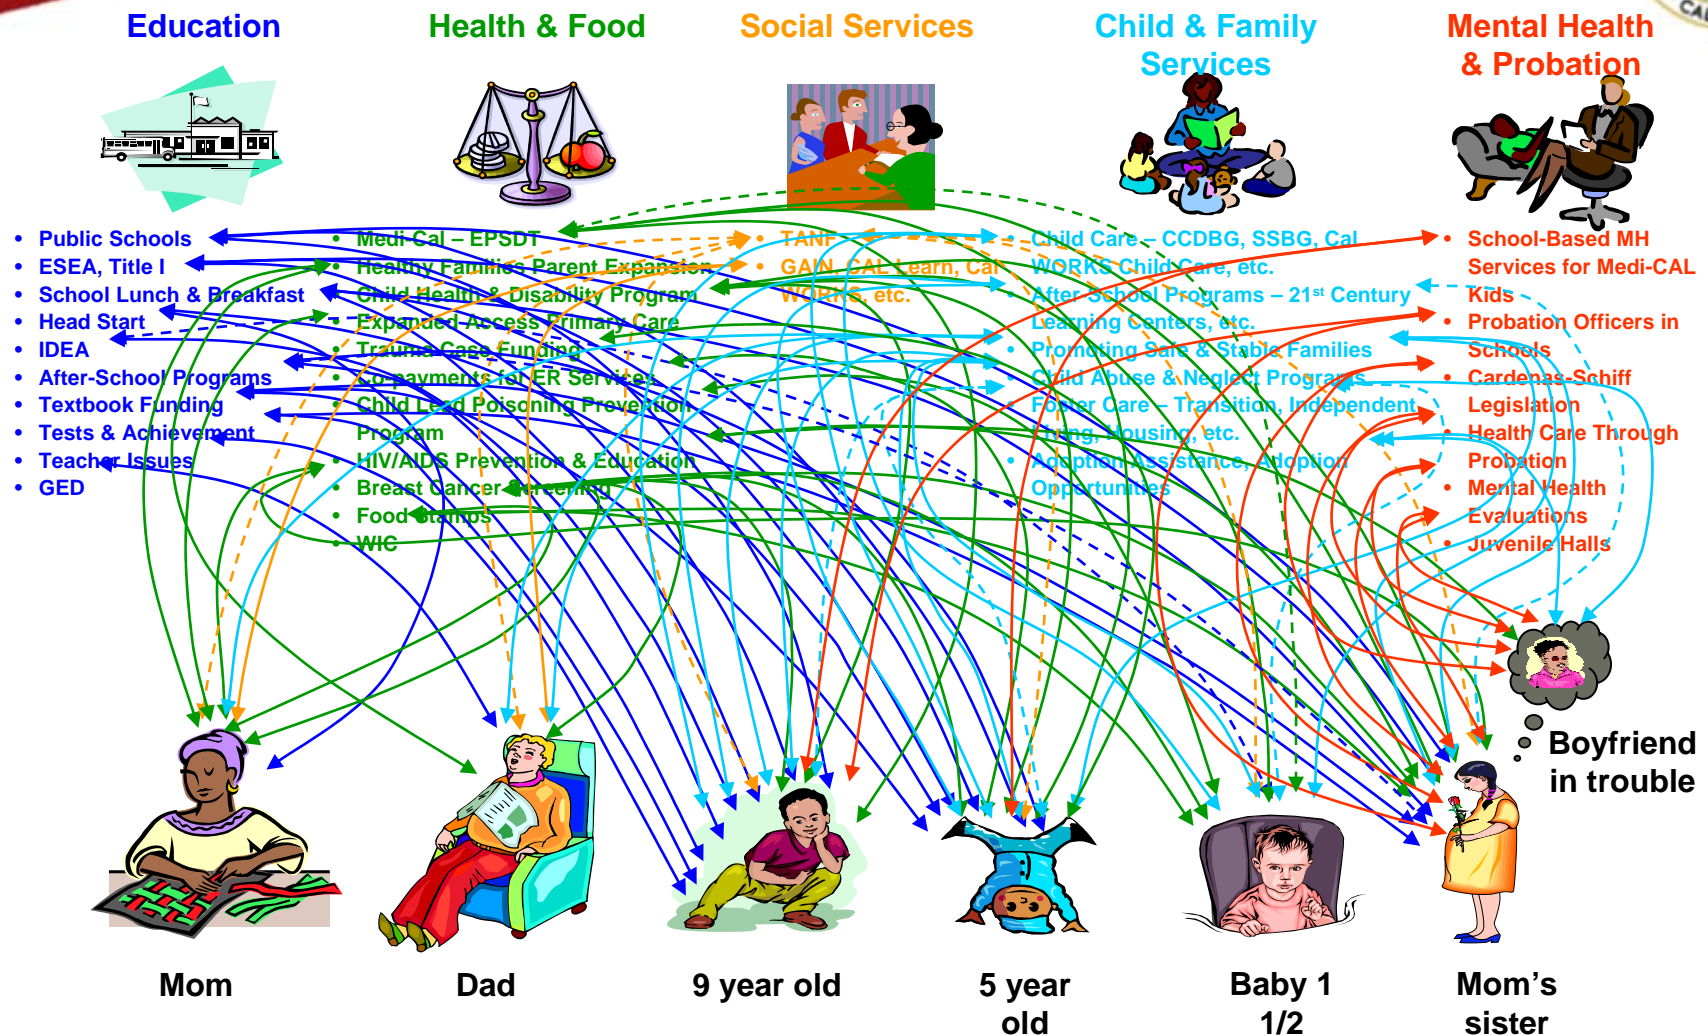 Education
Health & Food
Social Services
Child & Family
Services
Mental Health
& Probation
• Public Schools
• ESEA, Title I
• School Lunch & Breakfast
• Head Start
• IDEA
• After-School Programs
• Textbook Funding
• Tests & Achievement
• Teacher Issues
• GED
• Medi-Cal – EPSDT
• Healthy Families Parent Expansion
• Child Health & Disability Program
• Expanded Access Primary Care
• Trauma Case Funding
• Co-payments for ER Services
• Child Lead Poisoning Prevention
Program
• HIV/AIDS Prevention & Education
• Breast Cancer Screening
• Food Stamps
• WIC
• TANF
• GAIN, CAL Learn, Cal
WORKS, etc.
• Child Care – CCDBG, SSBG, Cal
WORKS Child Care, etc.
• After School Programs – 21st Century
Learning Centers, etc.
• Promoting Safe & Stable Families
• Child Abuse & Neglect Programs
• Foster Care – Transition, Independent
Living, Housing, etc.
• Adoption Assistance, Adoption
Opportunities
• School-Based MH
Services for Medi-CAL
Kids
• Probation Officers in
Schools
• Cardenas-Schiff
Legislation
• Health Care Through
Probation
• Mental Health
Evaluations
• Juvenile Halls
Boyfriend
in trouble
Mom
Dad
9 year old
5 year
old
Baby 1
1/2
Mom's
sister